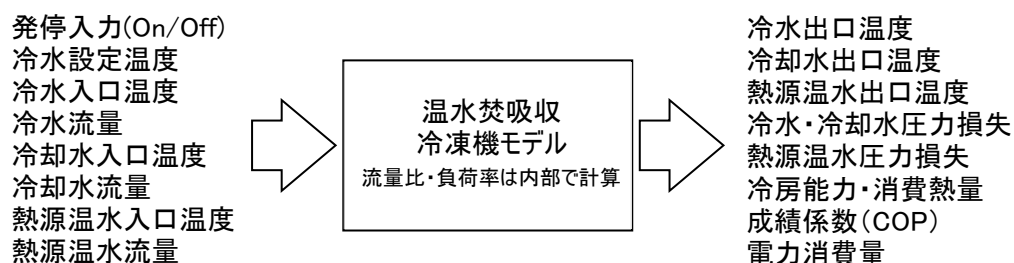 発停入力(On/Off)
冷水設定温度
冷水入口温度
冷水流量
冷却水入口温度
冷却水流量
熱源温水入口温度
熱源温水流量
温水焚吸収
冷凍機モデル
流量比・負荷率は内部で計算
冷水出口温度
冷却水出口温度
熱源温水出口温度
冷水・冷却水圧力損失
熱源温水圧力損失
冷房能力・消費熱量
成績係数(COP)
電力消費量